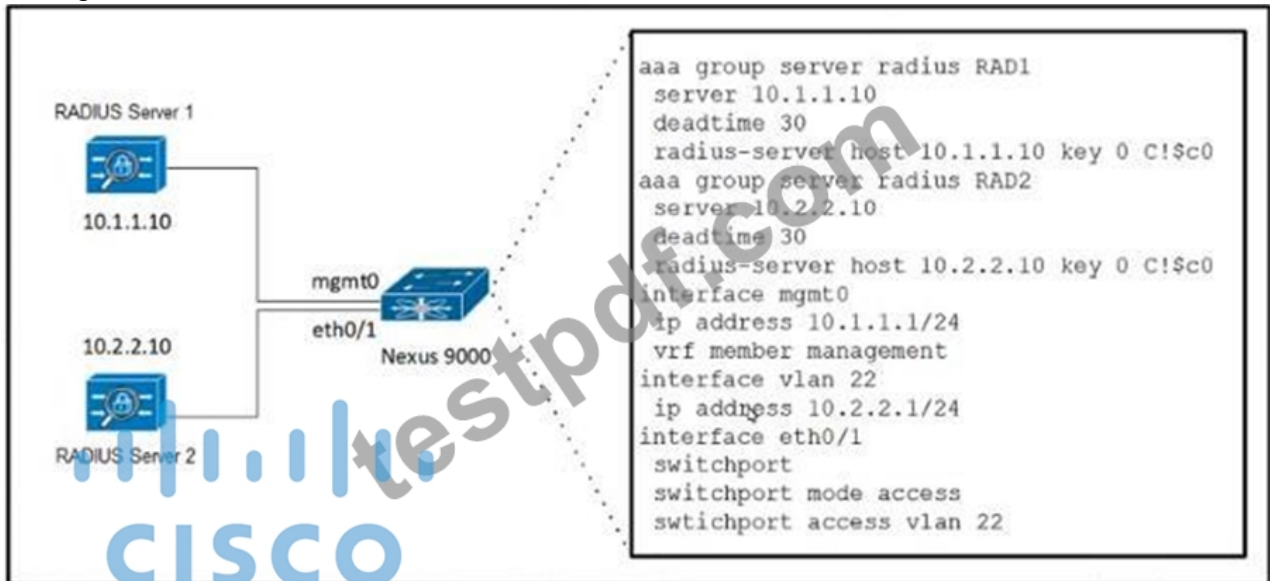 RADIUS Server 1
10.1.1.10
mgmt0
eth0/1
Nexus 9000
10.2.2.10
RADIUS Server 2
CISCO
testpdf.com
aaa group server radius RAD1
server 10.1.1.10
deadtime 30
radius-server host 10.1.1.10 key 0 C!$c0
aaa group server radius RAD2
server 10.2.2.10
deadtime 30
radius-server host 10.2.2.10 key 0 C!$c0
interface mgmt0
ip address 10.1.1.1/24
vrf member management
interface vlan 22
ip address 10.2.2.1/24
interface eth0/1
switchport
switchport mode access
swtichport access vlan 22